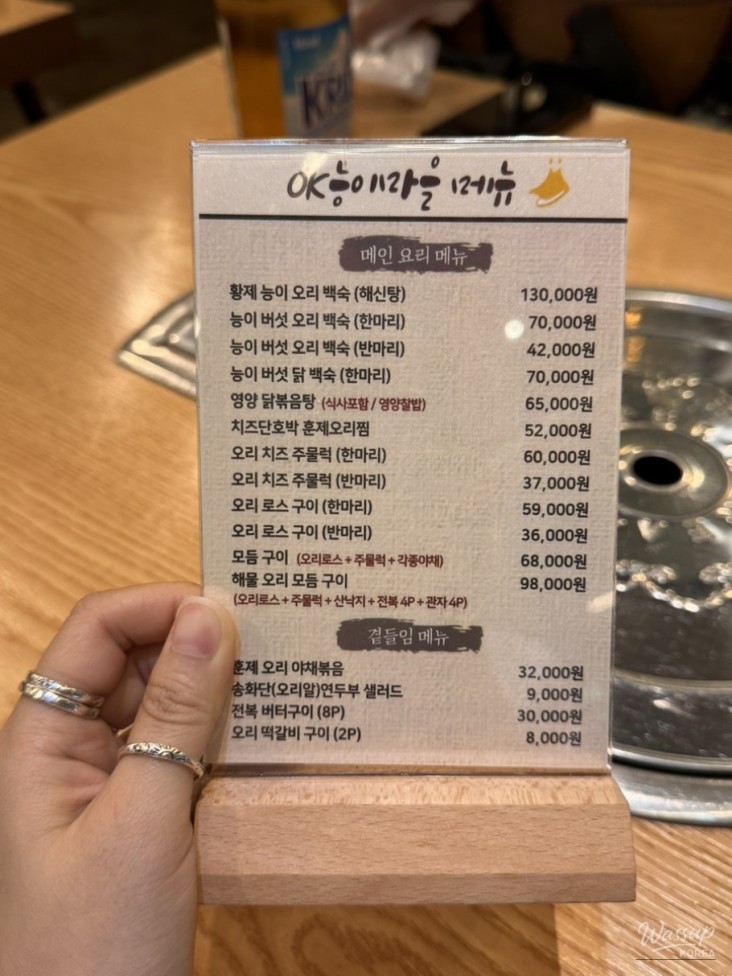 KR
OK능이마을 메뉴
메인 요리 메뉴
황제 능이 오리 백숙 (해신탕) 130,000원
능이 버섯 오리 백숙 (한마리) 70,000원
능이 버섯 오리 백숙 (반마리) 42,000원
능이 버섯 닭 백숙 (한마리) 70,000원
영양 닭볶음탕 (식사포함 / 영양찰밥) 65,000원
치즈단호박 훈제오리찜 52,000원
오리 치즈 주물럭 (한마리) 60,000원
오리 치즈 주물럭 (반마리) 37,000원
오리 로스 구이 (한마리) 59,000원
오리 로스 구이 (반마리) 36,000원
모듬 구이 (오리로스 + 주물럭 + 각종야채) 68,000원
해물 오리 모듬 구이 98,000원
(오리로스 + 주물럭 + 산낙지 + 전복 4P + 관자 4P)
곁들임 메뉴
훈제 오리 야채볶음 32,000원
송화단(오리알)연두부 샐러드 9,000원
전복 버터구이 (8P) 30,000원
오리 떡갈비 구이 (2P) 8,000원
Wassup
KOREA